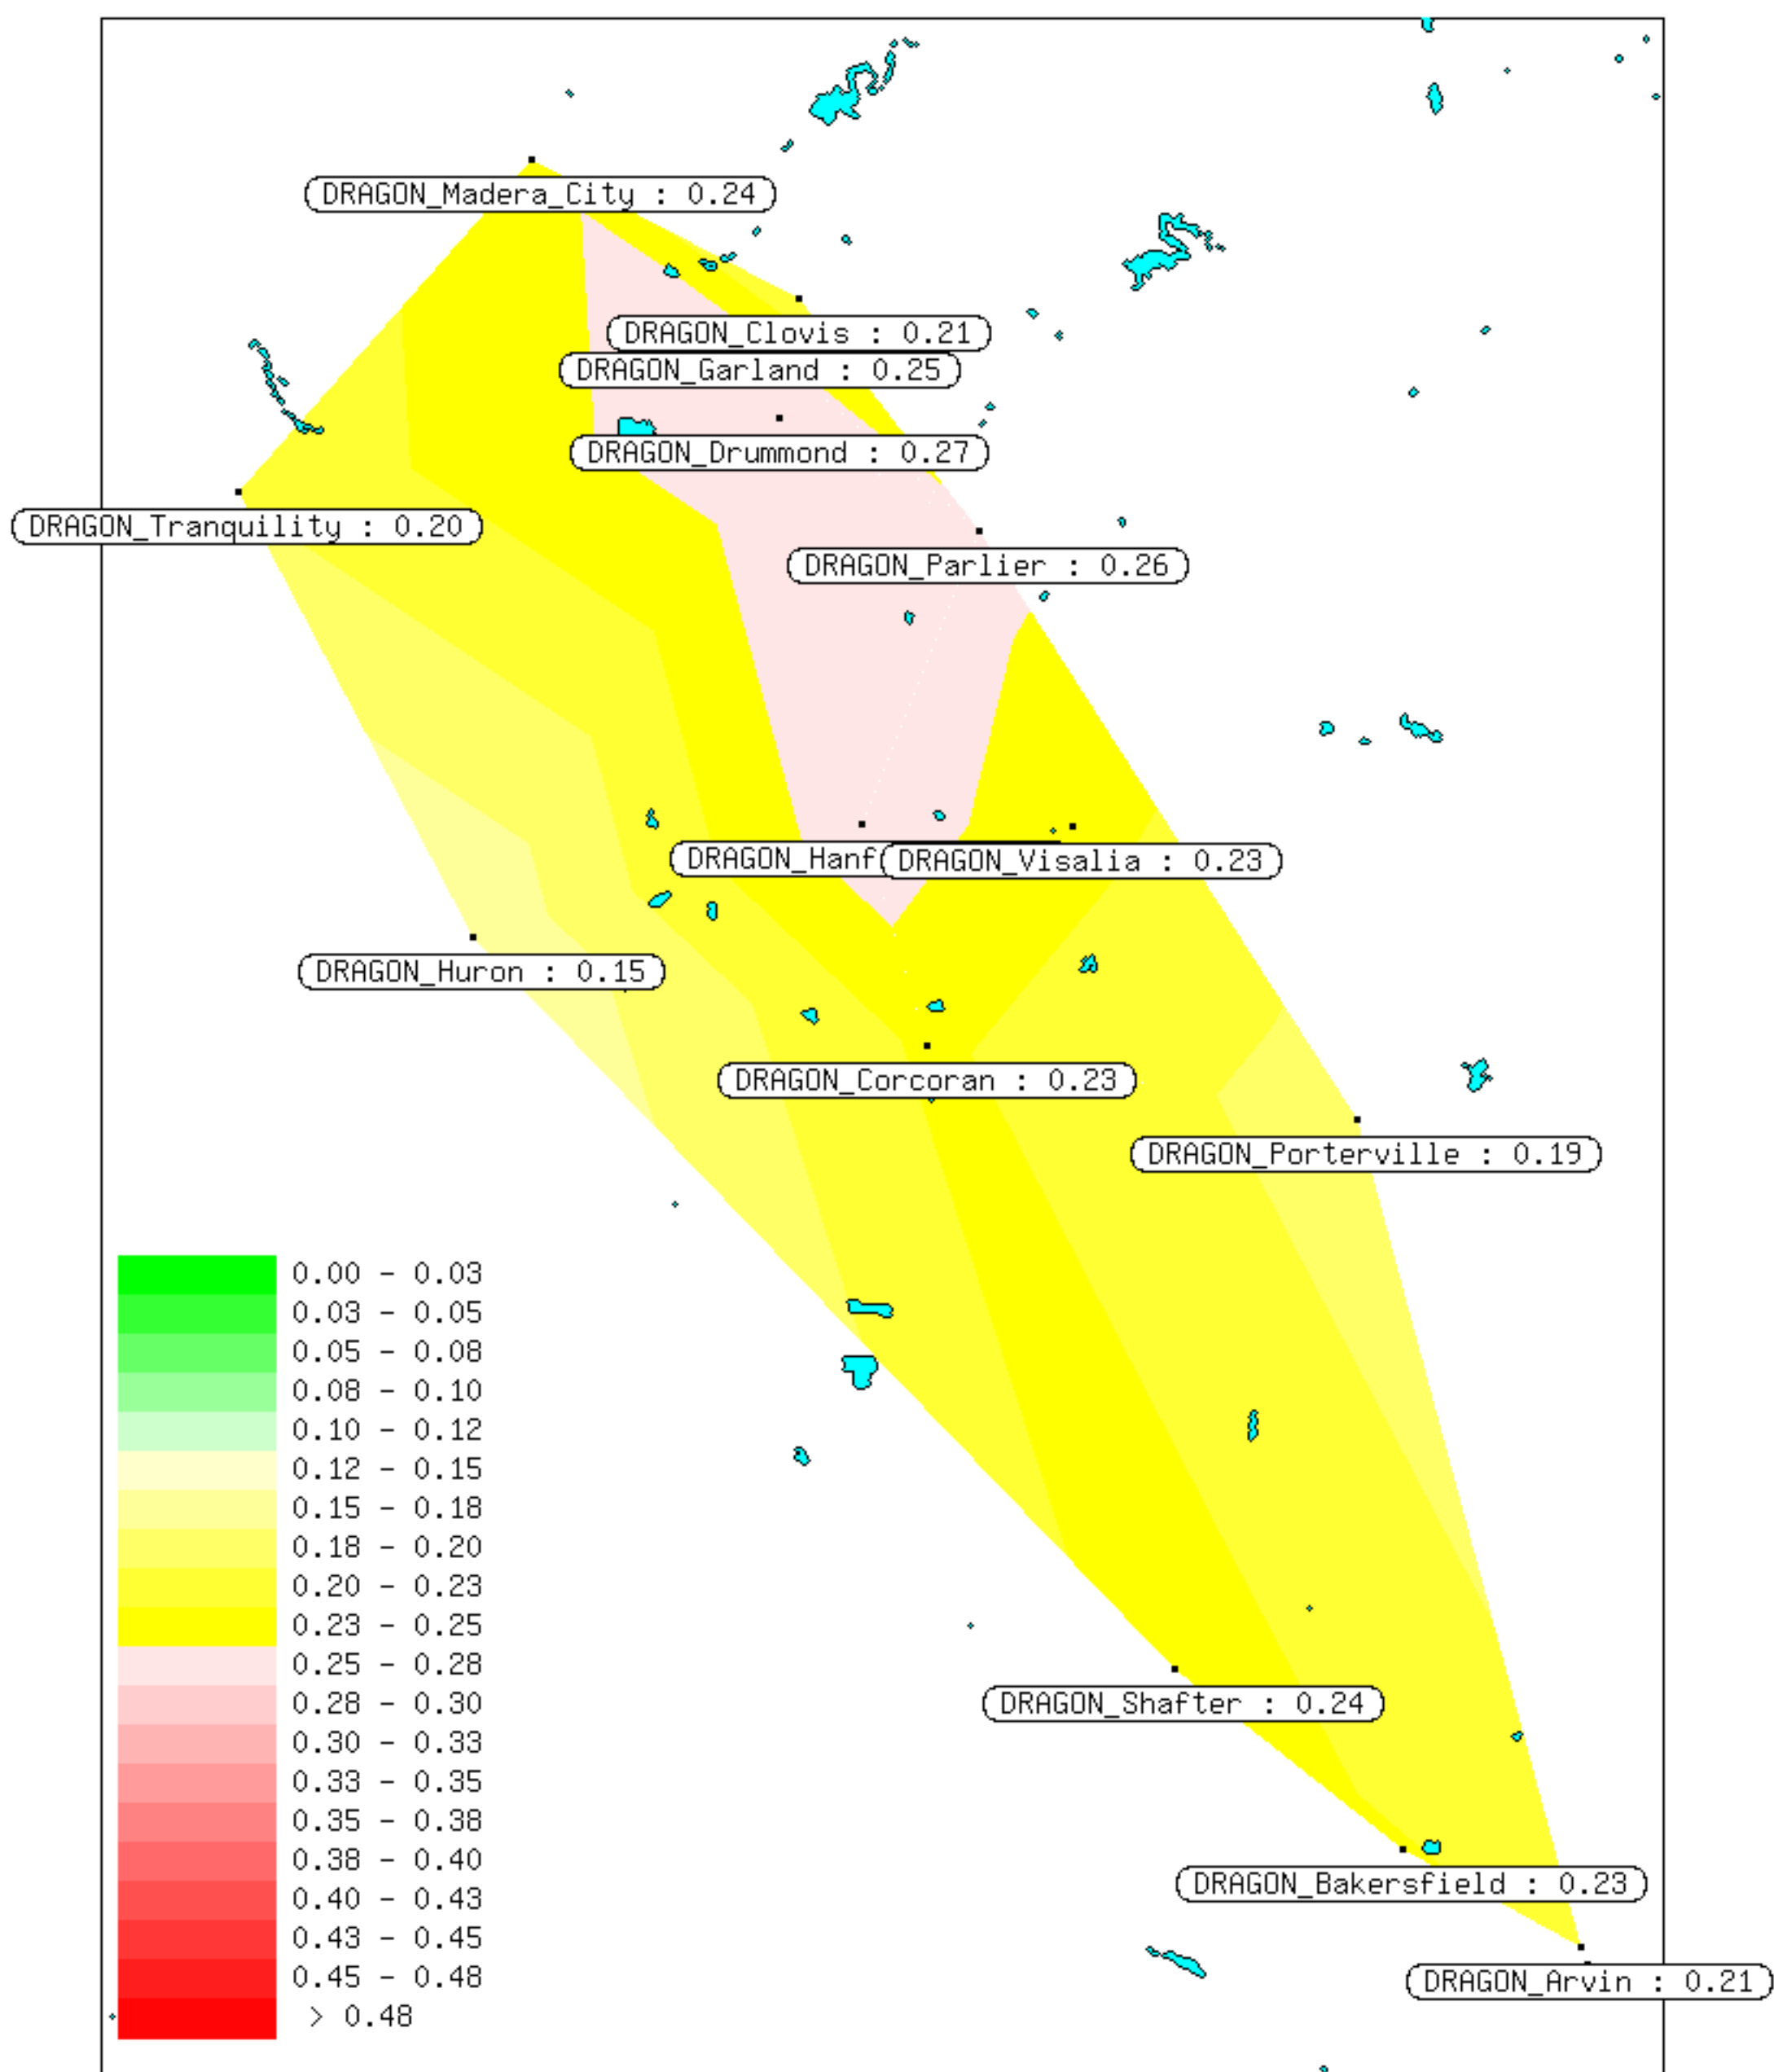 DRAGON_Madera_City : 0.24
DRAGON_Clovis : 0.21
DRAGON_Garland : 0.25
DRAGON_Drummond : 0.27
DRAGON_Tranquility : 0.20
DRAGON_Parlier : 0.26
DRAGON_Hanf
DRAGON_Visalia : 0.23
DRAGON_Huron : 0.15
DRAGON_Corcoran : 0.23
DRAGON_Porterville : 0.19
0.00 - 0.03
0.03 - 0.05
0.05 - 0.08
0.08 - 0.10
0.10 - 0.12
0.12 - 0.15
0.15 - 0.18
0.18 - 0.20
0.20 - 0.23
0.23 - 0.25
0.25 - 0.28
0.28 - 0.30
0.30 - 0.33
0.33 - 0.35
0.35 - 0.38
0.38 - 0.40
0.40 - 0.43
0.43 - 0.45
0.45 - 0.48
> 0.48
DRAGON_Shafter : 0.24
DRAGON_Bakersfield : 0.23
DRAGON_Arvin : 0.21